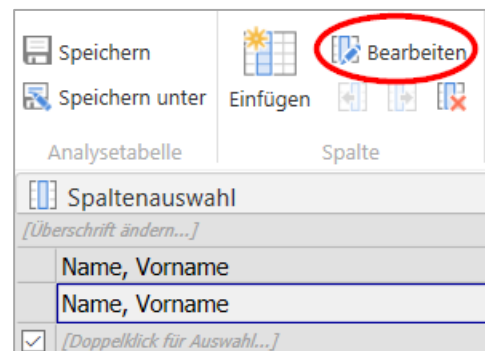 Speichern
Bearbeiten
Speichern unter
Einfügen
Analysetabelle
Spalte
Spaltenauswahl
[Überschrift ändern...]
Name, Vorname
Name, Vorname
[Doppelklick für Auswahl...]